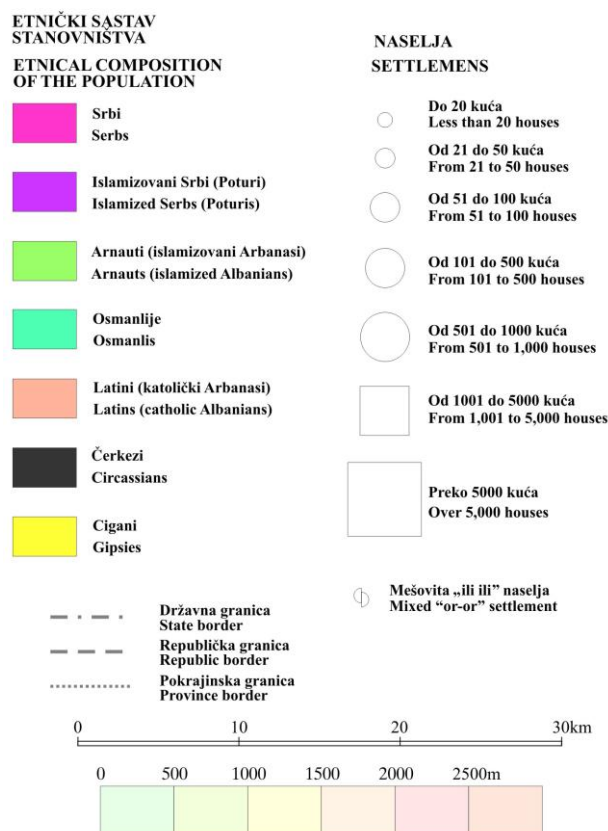 ETNIČKI SASTAV
STANOVNIŠTVA
ETNICAL COMPOSITION
OF THE POPULATION
Srbi
Serbs
Islamizovani Srbi (Poturi)
Islamized Serbs (Poturis)
Arnauti (islamizovani Arbanasi)
Arnauts (islamized Albanians)
Osmanlije
Osmanlis
Latini (katolički Arbanasi)
Latins (catholic Albanians)
Čerkezi
Circassians
Cigani
Gipsies
NASELJA
SETTLEMENS
Do 20 kuća
Less than 20 houses
Od 21 do 50 kuća
From 21 to 50 houses
Od 51 do 100 kuća
From 51 to 100 houses
Od 101 do 500 kuća
From 101 to 500 houses
Od 501 do 1000 kuća
From 501 to 1,000 houses
Od 1001 do 5000 kuća
From 1,001 to 5,000 houses
Preko 5000 kuća
Over 5,000 houses
Mešovita „ili ili” naselja
Mixed “or-or” settlement
Državna granica
State border
Republička granica
Republic border
Pokrajinska granica
Province border
0 10 20 30km
0 500 1000 1500 2000 2500m